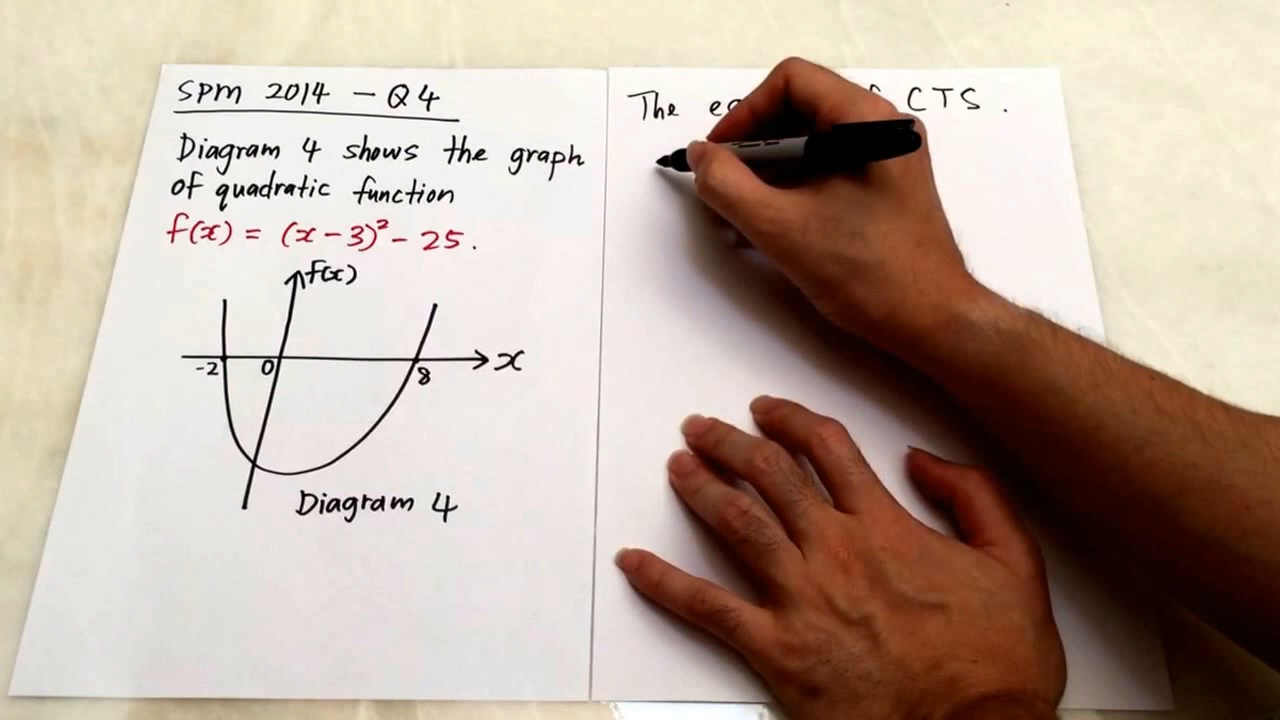 SPM 2014 – Q4
Diagram 4 shows the graph
of quadratic function
f(x) = (x-3)² - 25.
f(x)
-2 0 8 x
Diagram 4
The CTS.